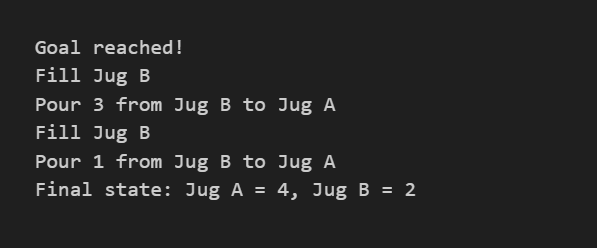 Goal reached!
Fill Jug B
Pour 3 from Jug B to Jug A
Fill Jug B
Pour 1 from Jug B to Jug A
Final state: Jug A = 4, Jug B = 2